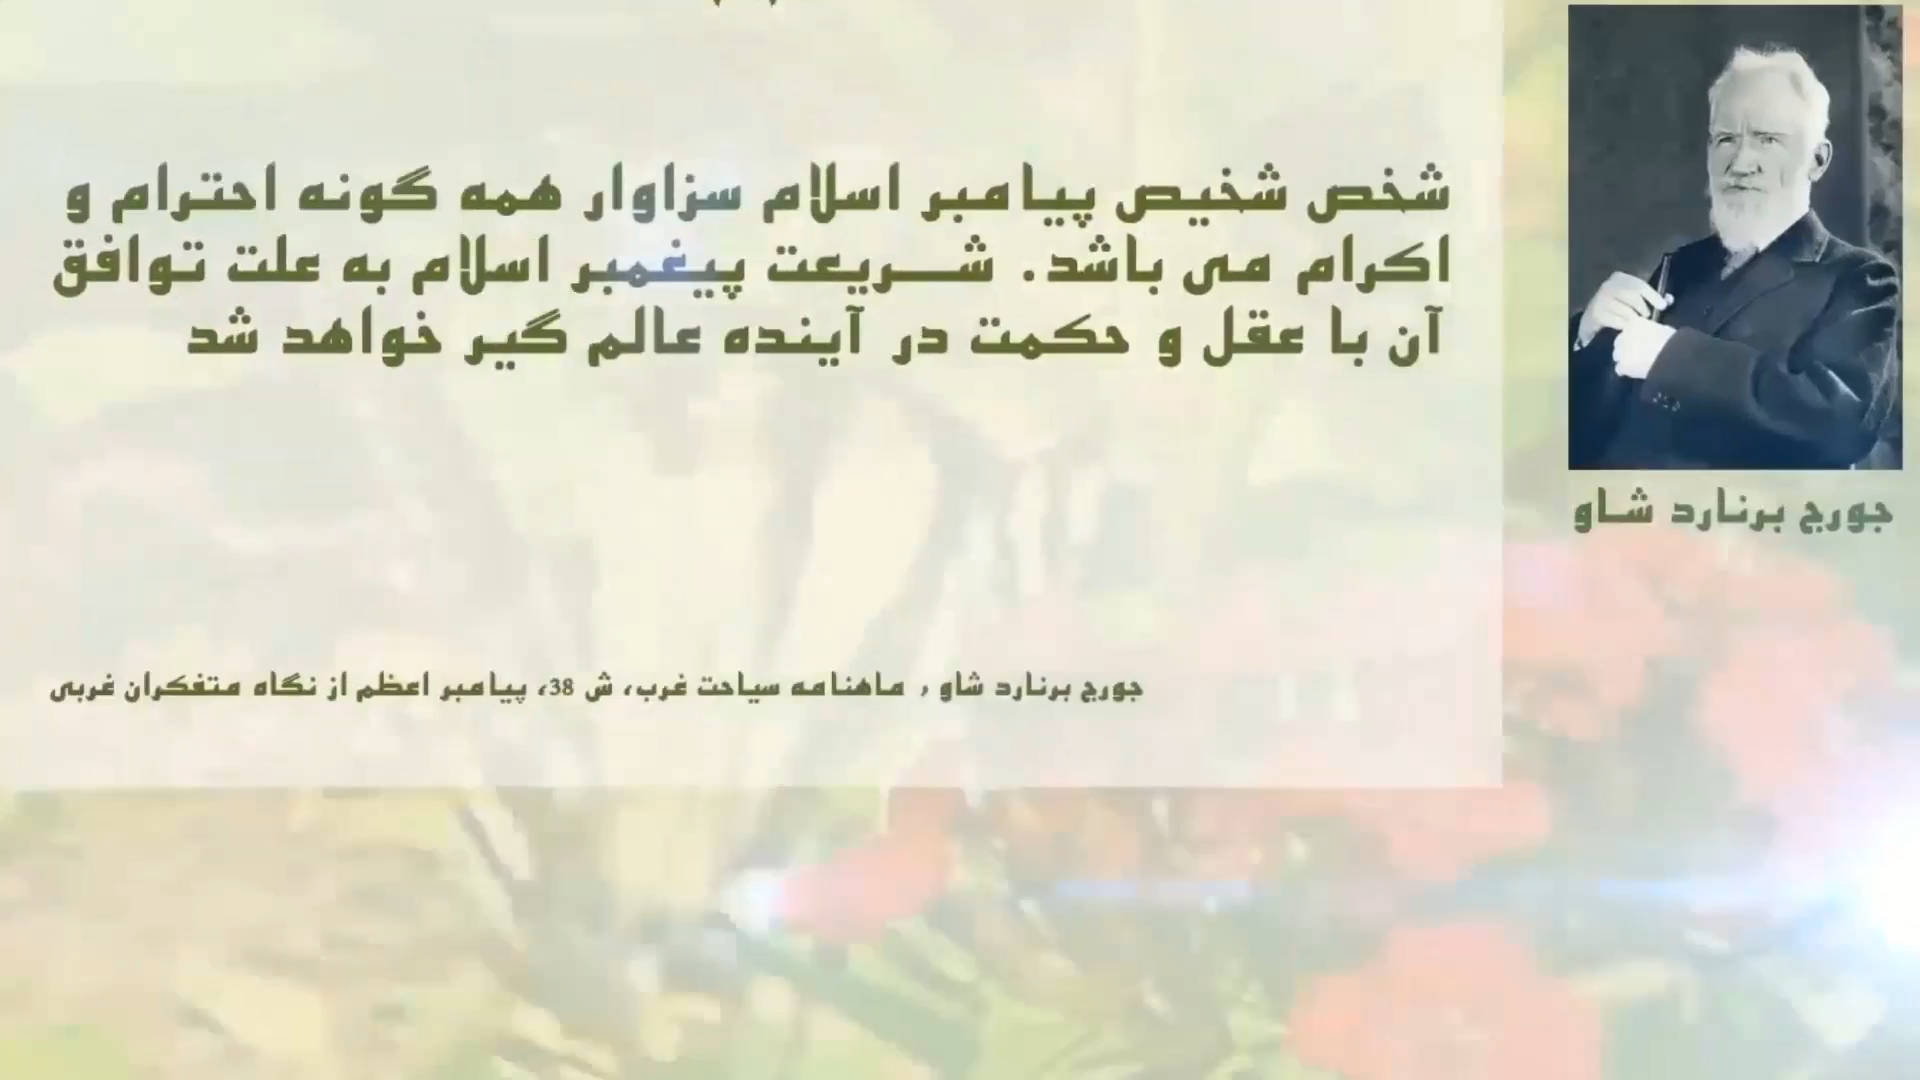 شخص شخیص پیامبر اسلام سزاوار همه گونه احترام و
اکرام می باشد. شـــریعت پیغمبر اسلام به علت توافق
آن با عقل و حکمت در آینده عالم گیر خواهد شد
جورج برنارد شاو
جورج برنارد شاو , ماهنامه سیاحت غرب، ش 38، پیامبر اعظم از نگاه متفکران غربی